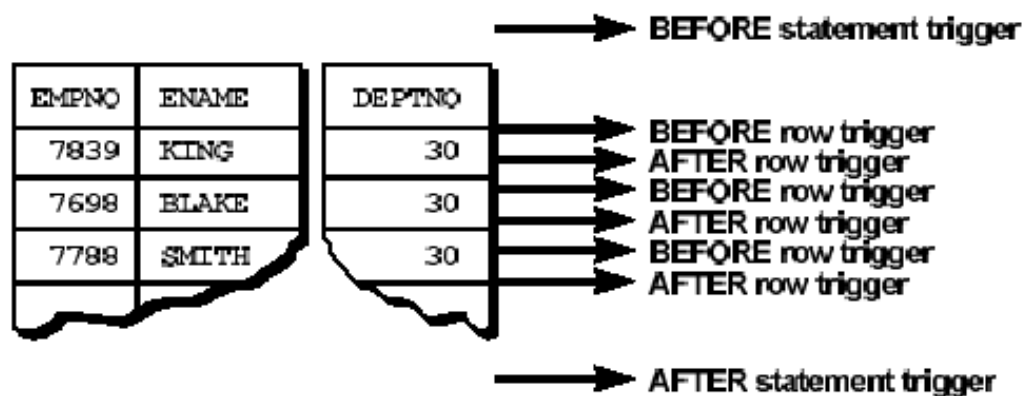 BEFORE statement trigger
EMPNO ENAME DEPTNO
BEFORE row trigger
7839 KING 30
AFTER row trigger
BEFORE row trigger
7698 BLAKE 30
AFTER row trigger
BEFORE row trigger
7788 SMITH 30
AFTER row trigger
AFTER statement trigger